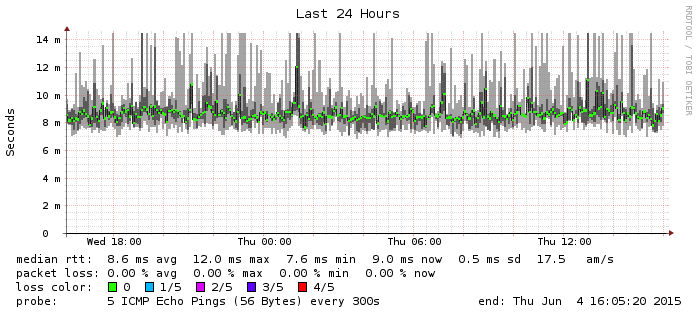 Last 24 Hours
RRDTOOL / TOBI OETIKER
Seconds
14 m
12 m
10 m
8 m
6 m
4 m
2 m
0
Wed 18:00 Thu 00:00 Thu 06:00 Thu 12:00
median rtt: 8.6 ms avg 12.0 ms max 7.6 ms min 9.0 ms now 0.5 ms sd 17.5 am/s
packet loss: 0.00 % avg 0.00 % max 0.00 % min 0.00 % now
loss color: 0 1/5 2/5 3/5 4/5
probe: 5 ICMP Echo Pings (56 Bytes) every 300s end: Thu Jun 4 16:05:20 2015